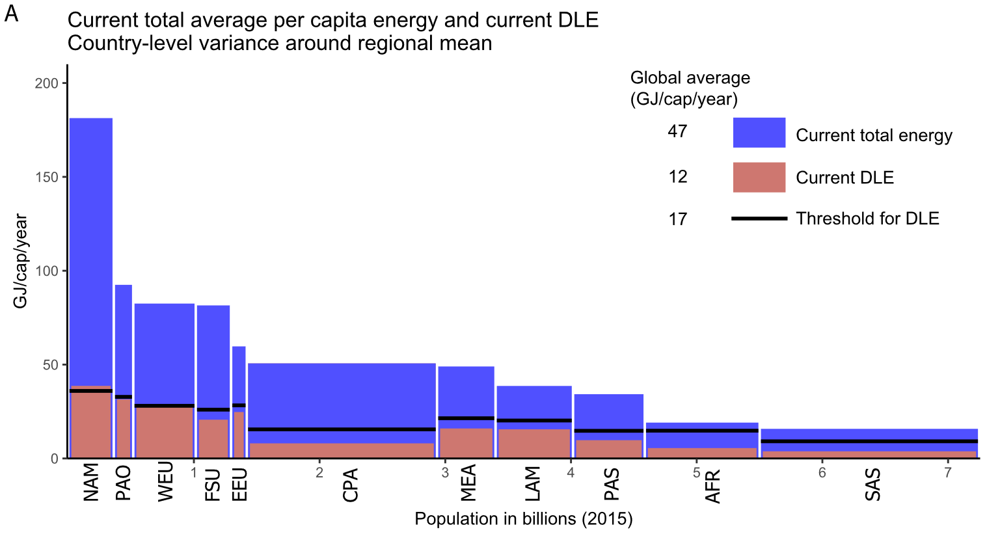 A
Current total average per capita energy and current DLE
Country-level variance around regional mean
Global average
(GJ/cap/year)
47 Current total energy
12 Current DLE
17 Threshold for DLE
GJ/cap/year
200
150
100
50
0
1 2 3 4 5 6 7
NAM PAO WEU FSU EEU CPA MEA LAM PAS AFR SAS
Population in billions (2015)